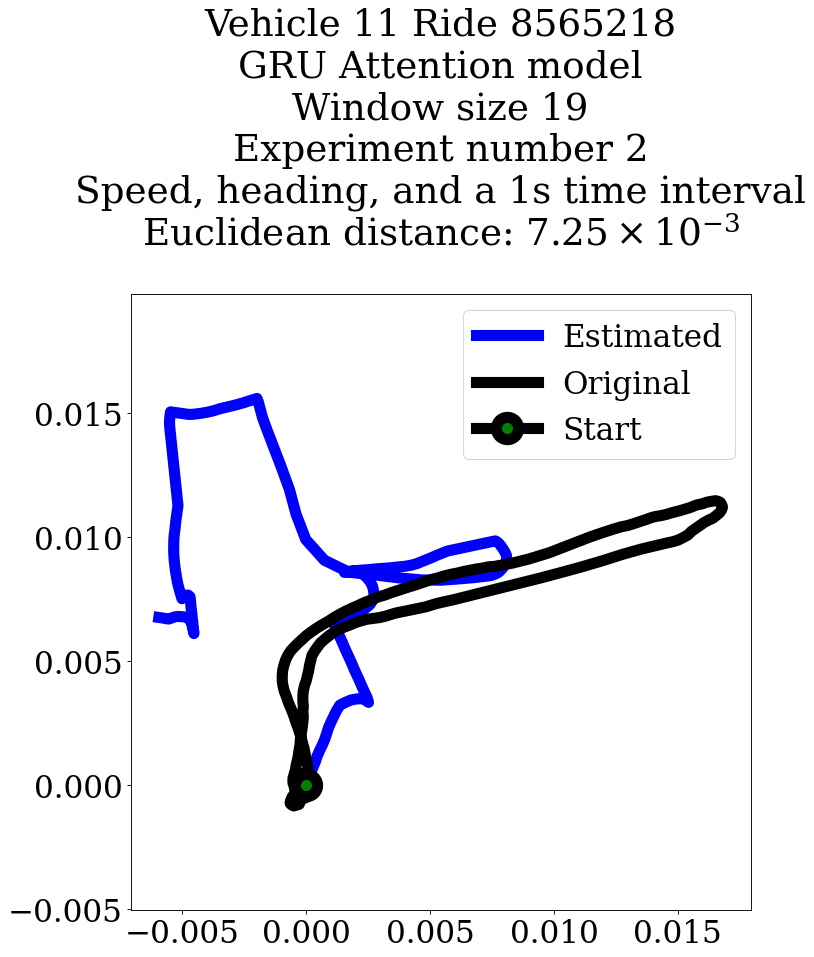 Vehicle 11 Ride 8565218
GRU Attention model
Window size 19
Experiment number 2
Speed, heading, and a 1s time interval
Euclidean distance: 7.25 × 10⁻³
Estimated
Original
Start
0.015
0.010
0.005
0.000
−0.005
−0.005 0.000 0.005 0.010 0.015